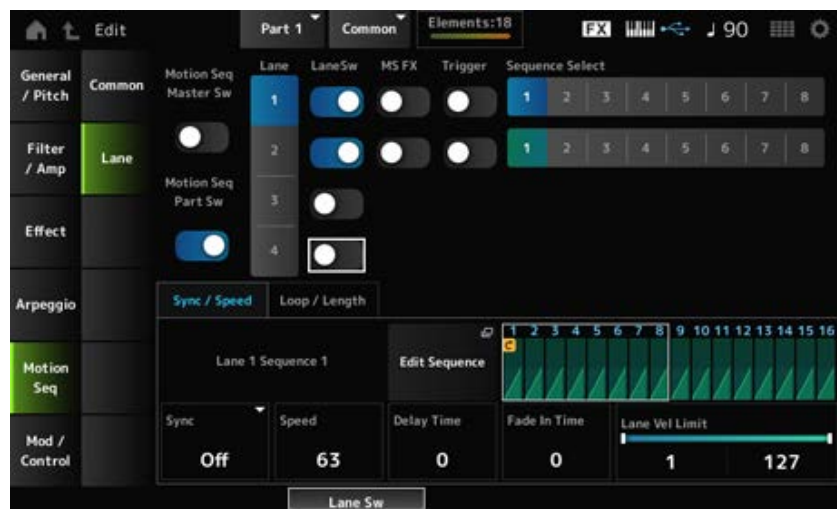 Edit Part 1 Common Elements:18 FX ♩ 90
General / Pitch
Filter / Amp
Effect
Arpeggio
Motion Seq
Mod / Control
Common
Lane
Motion Seq Master Sw
Motion Seq Part Sw
Lane LaneSw MS FX Trigger Sequence Select
1 1 2 3 4 5 6 7 8
2 1 2 3 4 5 6 7 8
3
4
Sync / Speed Loop / Length
Lane 1 Sequence 1 Edit Sequence
1 2 3 4 5 6 7 8 9 10 11 12 13 14 15 16
C
Sync Speed Delay Time Fade In Time Lane Vel Limit
Off 63 0 0 1 127
Lane Sw